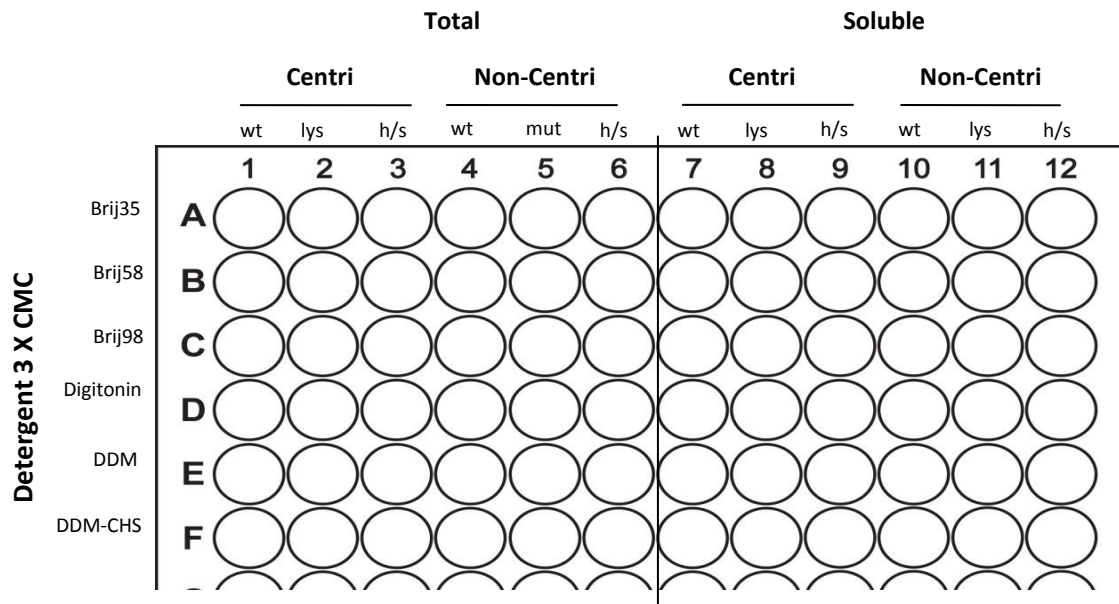 Total Soluble
Centri Non-Centri Centri Non-Centri
wt lys h/s wt mut h/s wt lys h/s wt lys h/s
1 2 3 4 5 6 7 8 9 10 11 12
Brij35 A
Brij58 B
Brij98 C
Digitonin D
DDM E
DDM-CHS F
Detergent 3 X CMC